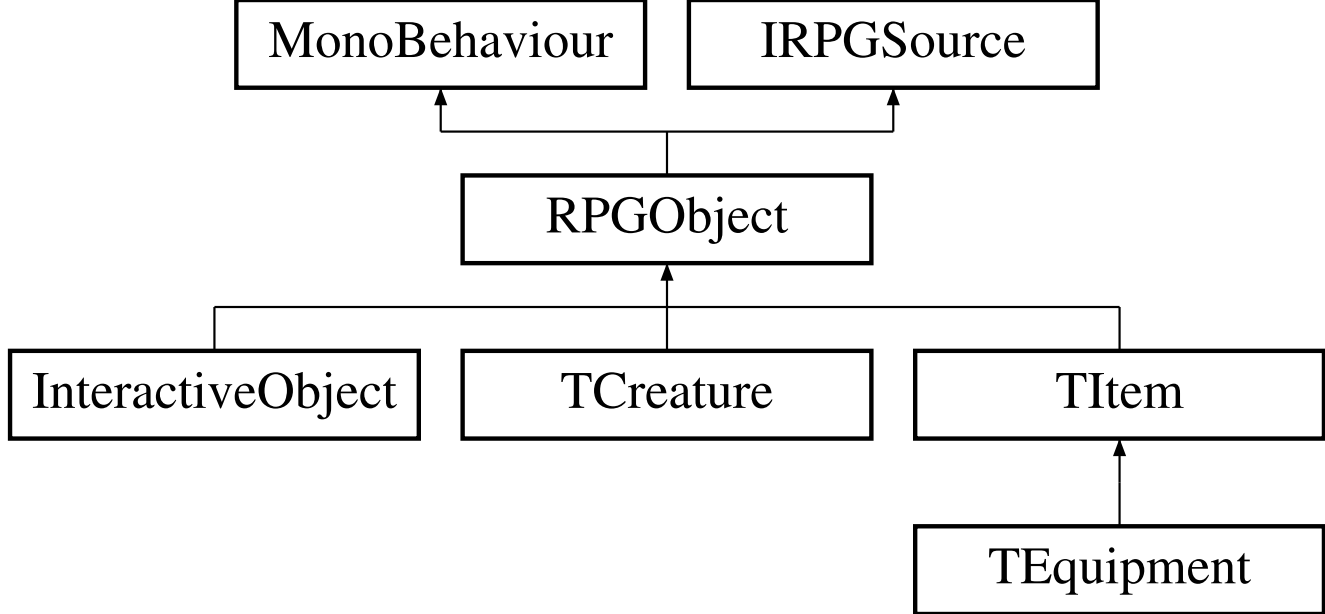 MonoBehaviour
IRPGSource
RPGObject
InteractiveObject
TCreature
TItem
TEquipment